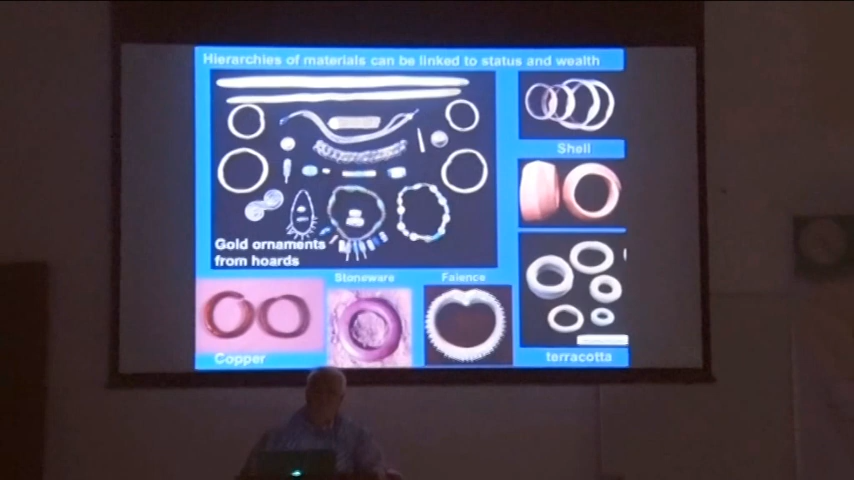 Hierarchies of materials can be linked to status and wealth
Shell
Gold ornaments
from hoards
Stoneware
Faience
Copper
terracotta